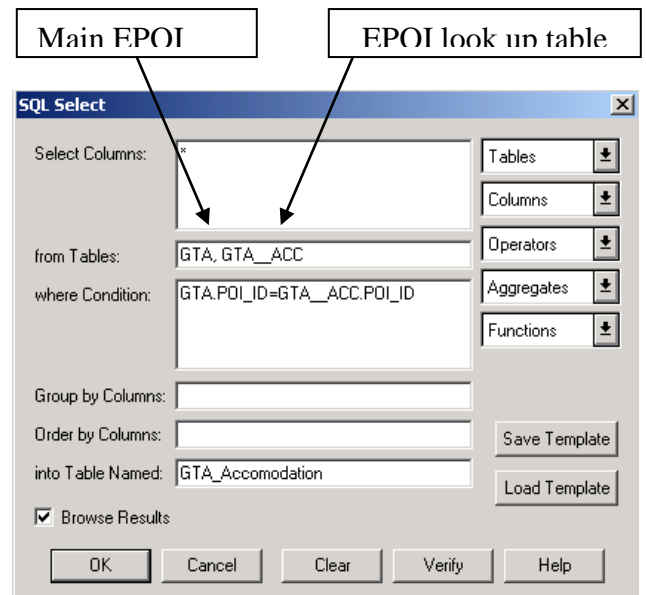 Main EPOI
EPOI look up table
SQL Select
Select Columns:
*
Tables
Columns
from Tables:
GTA, GTA__ACC
Operators
where Condition:
GTA.POI_ID=GTA__ACC.POI_ID
Aggregates
Functions
Group by Columns:
Order by Columns:
Save Template
into Table Named:
GTA_Accomodation
Load Template
Browse Results
OK
Cancel
Clear
Verify
Help